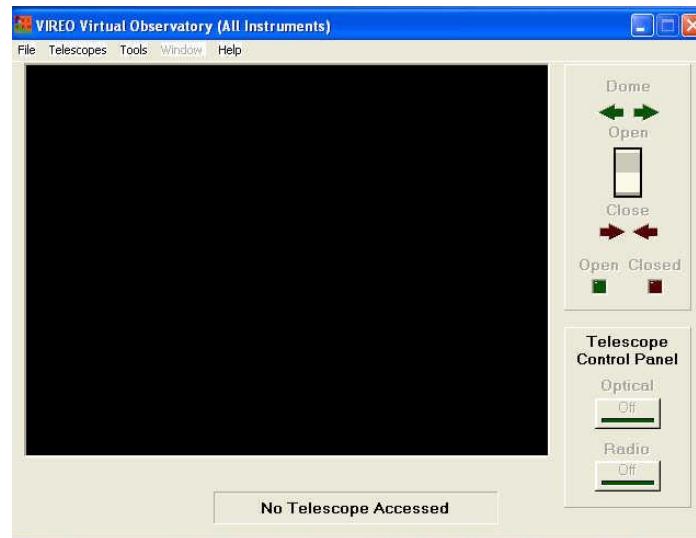 VIREO Virtual Observatory (All Instruments)
File Telescopes Tools Window Help
Dome
Open
Close
Open Closed
Telescope
Control Panel
Optical
Off
Radio
Off
No Telescope Accessed